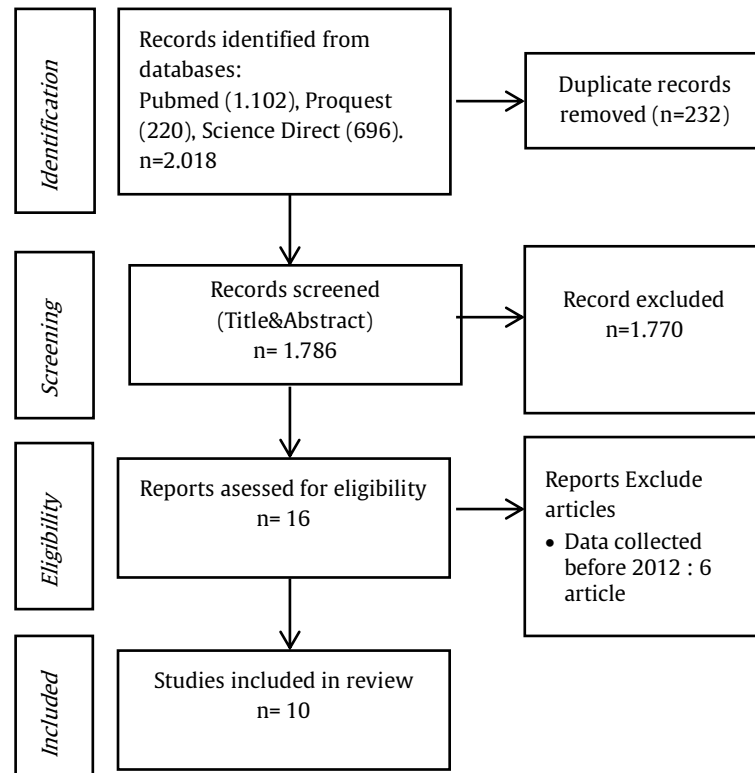 Identification
Records identified from
databases:
Pubmed (1.102), Proquest
(220), Science Direct (696).
n=2.018
Duplicate records
removed (n=232)
Screening
Records screened
(Title&Abstract)
n= 1.786
Record excluded
n=1.770
Eligibility
Reports asessed for eligibility
n= 16
Reports Exclude
articles
• Data collected
before 2012 : 6
article
Included
Studies included in review
n= 10